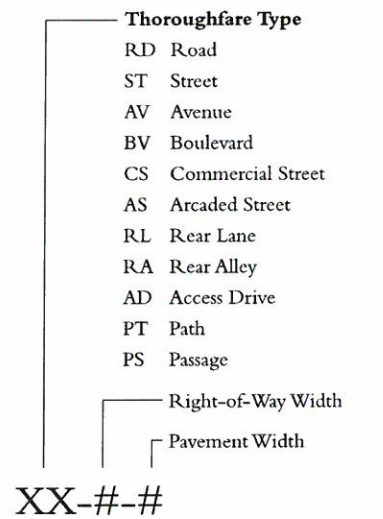 Thoroughfare Type
RD Road
ST Street
AV Avenue
BV Boulevard
CS Commercial Street
AS Arcaded Street
RL Rear Lane
RA Rear Alley
AD Access Drive
PT Path
PS Passage
Right-of-Way Width
Pavement Width
XX-#-#